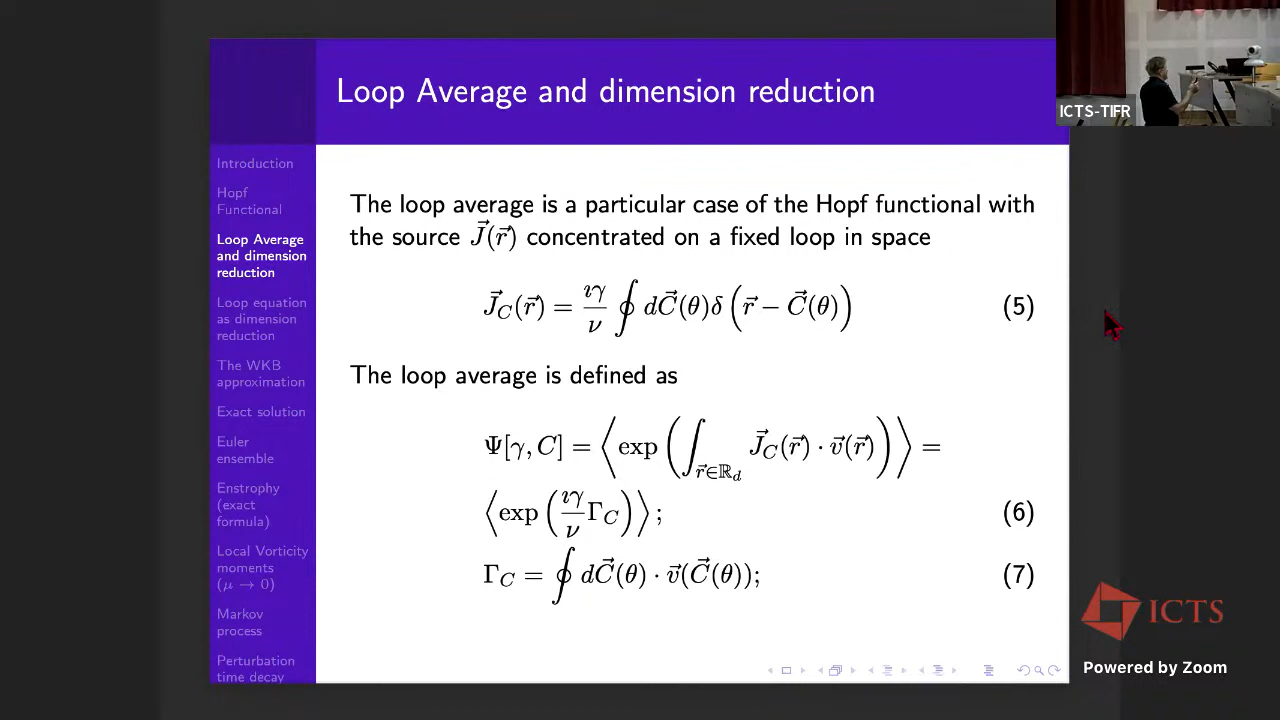 Loop Average and dimension reduction
ICTS-TIFR
Introduction
Hopf
Functional
Loop Average
and dimension
reduction
Loop equation
as dimension
reduction
The WKB
approximation
Exact solution
Euler
ensemble
Enstrophy
(exact
formula)
Local Vorticity
moments
(μ → 0)
Markov
process
Perturbation
time decay
The loop average is a particular case of the Hopf functional with
the source J⃗(r⃗) concentrated on a fixed loop in space
J⃗_C(r⃗) = ıγ/ν ∮ dC⃗(θ)δ (r⃗ − C⃗(θ)) (5)
The loop average is defined as
Ψ[γ, C] = ⟨exp (∫_{r⃗∈ℝ_d} J⃗_C(r⃗) · v⃗(r⃗))⟩ =
⟨exp (ıγ/ν Γ_C)⟩; (6)
Γ_C = ∮ dC⃗(θ) · v⃗(C⃗(θ)); (7)
ICTS
Powered by Zoom